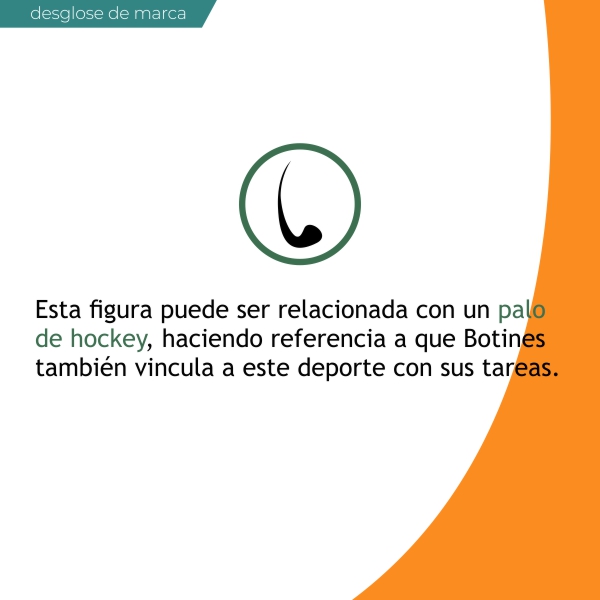 desglose de marca
Esta figura puede ser relacionada con un palo
de hockey, haciendo referencia a que Botines
también vincula a este deporte con sus tareas.